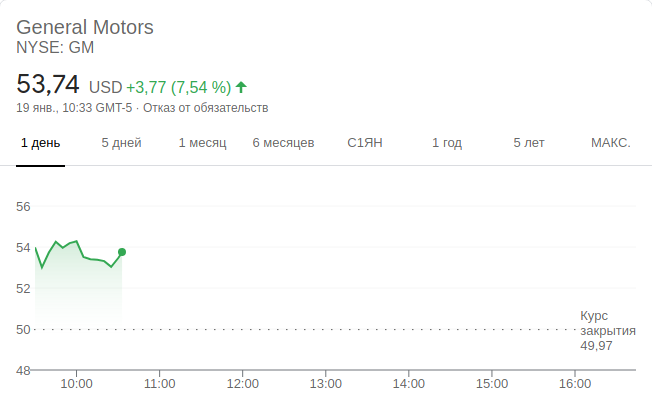 General Motors
NYSE: GM
53,74 USD +3,77 (7,54 %)
19 янв., 10:33 GMT-5 · Отказ от обязательств
1 день 5 дней 1 месяц 6 месяцев С1ЯН 1 год 5 лет МАКС.
56
54
52
50
Курс
закрытия
49,97
48
10:00 11:00 12:00 13:00 14:00 15:00 16:00